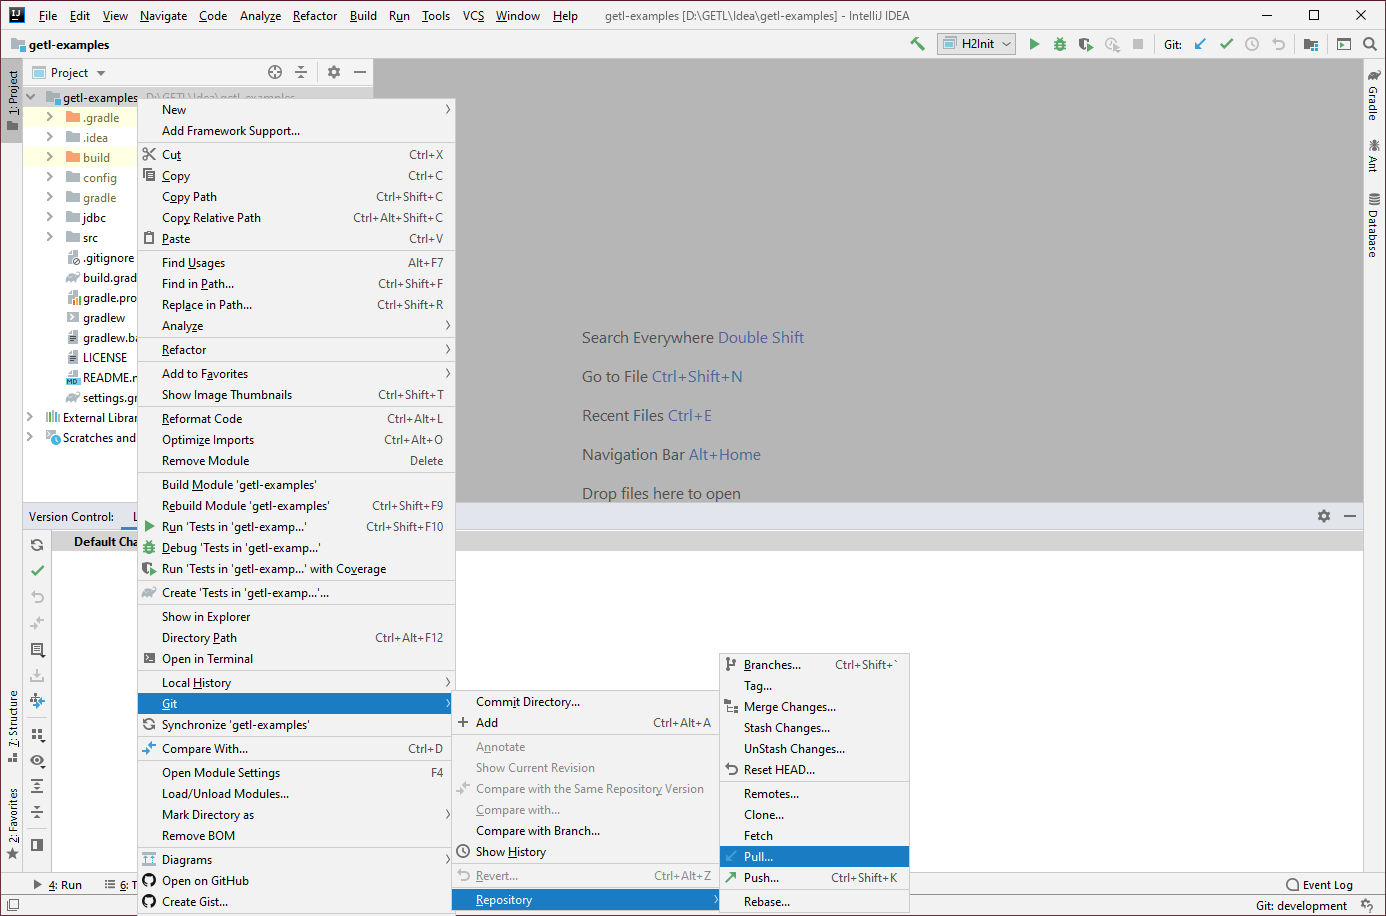 File Edit View Navigate Code Analyze Refactor Build Run Tools VCS Window Help getl-examples [D:\GETL\Idea\getl-examples] - IntelliJ IDEA
getl-examples
H2Init
Git:
Project
1: Project
getl-examples D:\GETL\Idea\getl-examples
.gradle
.idea
build
config
gradle
jdbc
src
.gitignore
build.grad
gradle.pro
gradlew
gradlew.ba
LICENSE
README.m
settings.gr
External Librar
Scratches and
New
Add Framework Support...
Cut Ctrl+X
Copy Ctrl+C
Copy Path Ctrl+Shift+C
Copy Relative Path Ctrl+Alt+Shift+C
Paste Ctrl+V
Find Usages Alt+F7
Find in Path... Ctrl+Shift+F
Replace in Path... Ctrl+Shift+R
Analyze
Refactor
Add to Favorites
Show Image Thumbnails Ctrl+Shift+T
Reformat Code Ctrl+Alt+L
Optimize Imports Ctrl+Alt+O
Remove Module Delete
Build Module 'getl-examples'
Rebuild Module 'getl-examples' Ctrl+Shift+F9
Run 'Tests in 'getl-examp...' Ctrl+Shift+F10
Debug 'Tests in 'getl-examp...'
Run 'Tests in 'getl-examp...' with Coverage
Create 'Tests in 'getl-examp...'...
Show in Explorer
Directory Path Ctrl+Alt+F12
Open in Terminal
Local History
Git
Synchronize 'getl-examples'
Compare With... Ctrl+D
Open Module Settings F4
Load/Unload Modules...
Mark Directory as
Remove BOM
Diagrams
Open on GitHub
Create Gist...
Commit Directory...
Add Ctrl+Alt+A
Annotate
Show Current Revision
Compare with the Same Repository Version
Compare with...
Compare with Branch...
Show History
Revert... Ctrl+Alt+Z
Repository
Branches... Ctrl+Shift+`
Tag...
Merge Changes...
Stash Changes...
UnStash Changes...
Reset HEAD...
Remotes...
Clone...
Fetch
Pull...
Push... Ctrl+Shift+K
Rebase...
Search Everywhere Double Shift
Go to File Ctrl+Shift+N
Recent Files Ctrl+E
Navigation Bar Alt+Home
Drop files here to open
Gradle
Ant
Database
Version Control: L
Default Cha
7: Structure
2: Favorites
4: Run 6: T
Event Log
Git: development